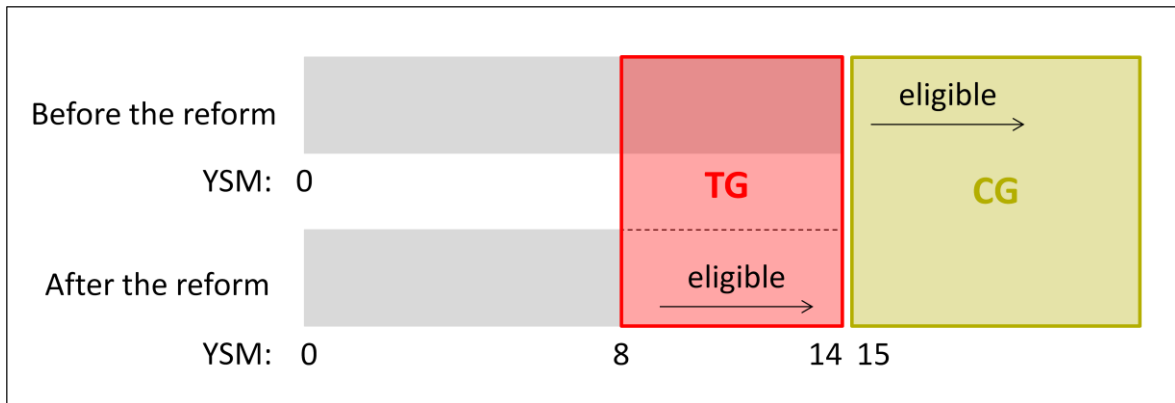 eligible
Before the reform
YSM: 0
TG
CG
After the reform
eligible
YSM: 0 8 14 15